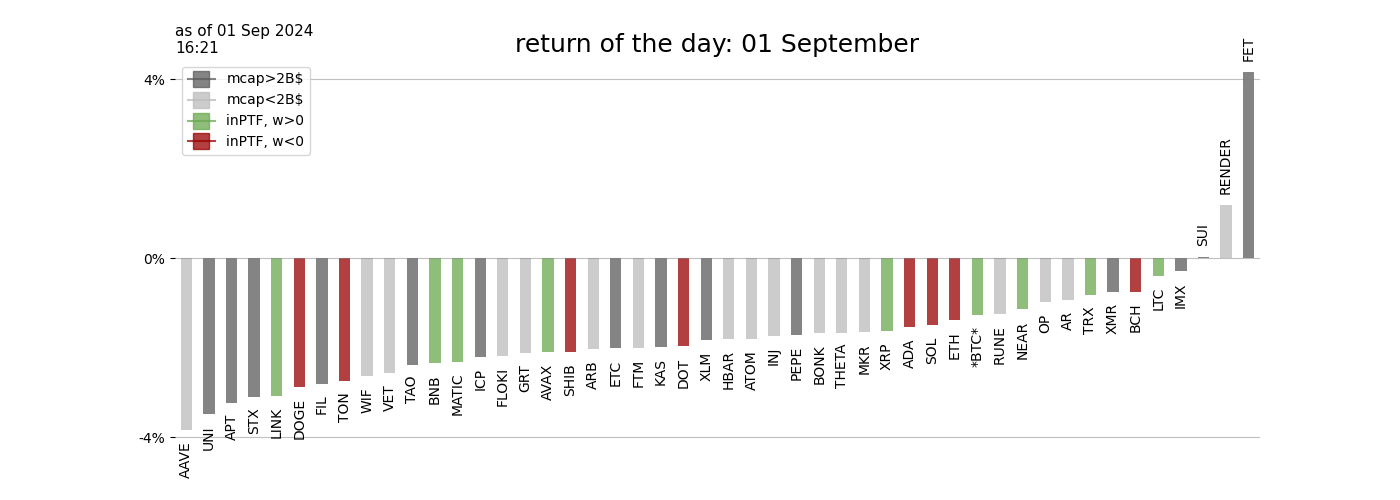 as of 01 Sep 2024
16:21
return of the day: 01 September
mcap>2B$
mcap<2B$
inPTF, w>0
inPTF, w<0
4%
0%
-4%
AAVE
UNI
APT
STX
LINK
DOGE
FIL
TON
WIF
VET
TAO
BNB
MATIC
ICP
FLOKI
GRT
AVAX
SHIB
ARB
ETC
FTM
KAS
DOT
XLM
HBAR
ATOM
INJ
PEPE
BONK
THETA
MKR
XRP
ADA
SOL
ETH
*BTC*
RUNE
NEAR
OP
AR
TRX
XMR
BCH
LTC
IMX
SUI
RENDER
FET